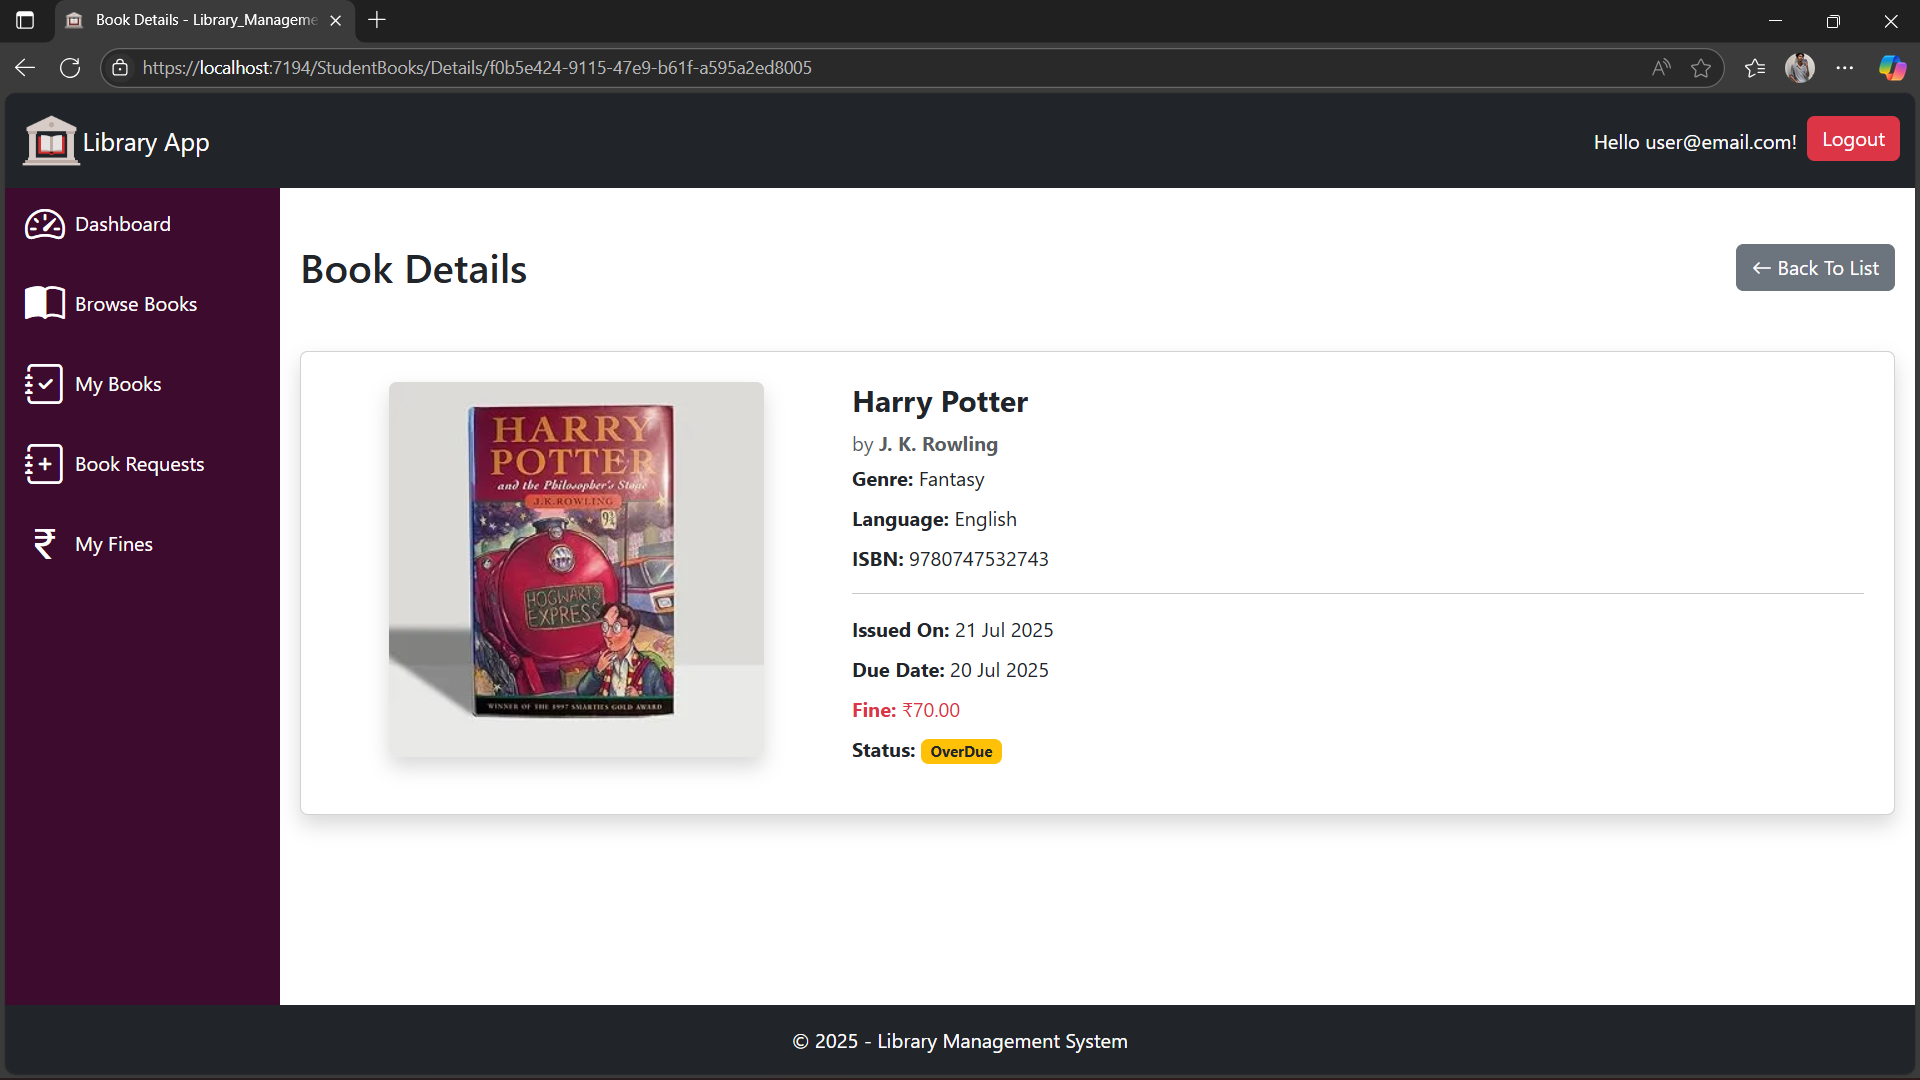 Book Details - Library_Manageme
https://localhost:7194/StudentBooks/Details/f0b5e424-9115-47e9-b61f-a595a2ed8005
Library App
Hello user@email.com!
Logout
Dashboard
Browse Books
My Books
Book Requests
₹ My Fines
Book Details
← Back To List
HARRY
POTTER
and the Philosopher's Stone
J.K.ROWLING
9¾
HOGWARTS
EXPRESS
WINNER OF THE 1997 SMARTIES GOLD AWARD
Harry Potter
by J. K. Rowling
Genre: Fantasy
Language: English
ISBN: 9780747532743
Issued On: 21 Jul 2025
Due Date: 20 Jul 2025
Fine: ₹70.00
Status: OverDue
© 2025 - Library Management System